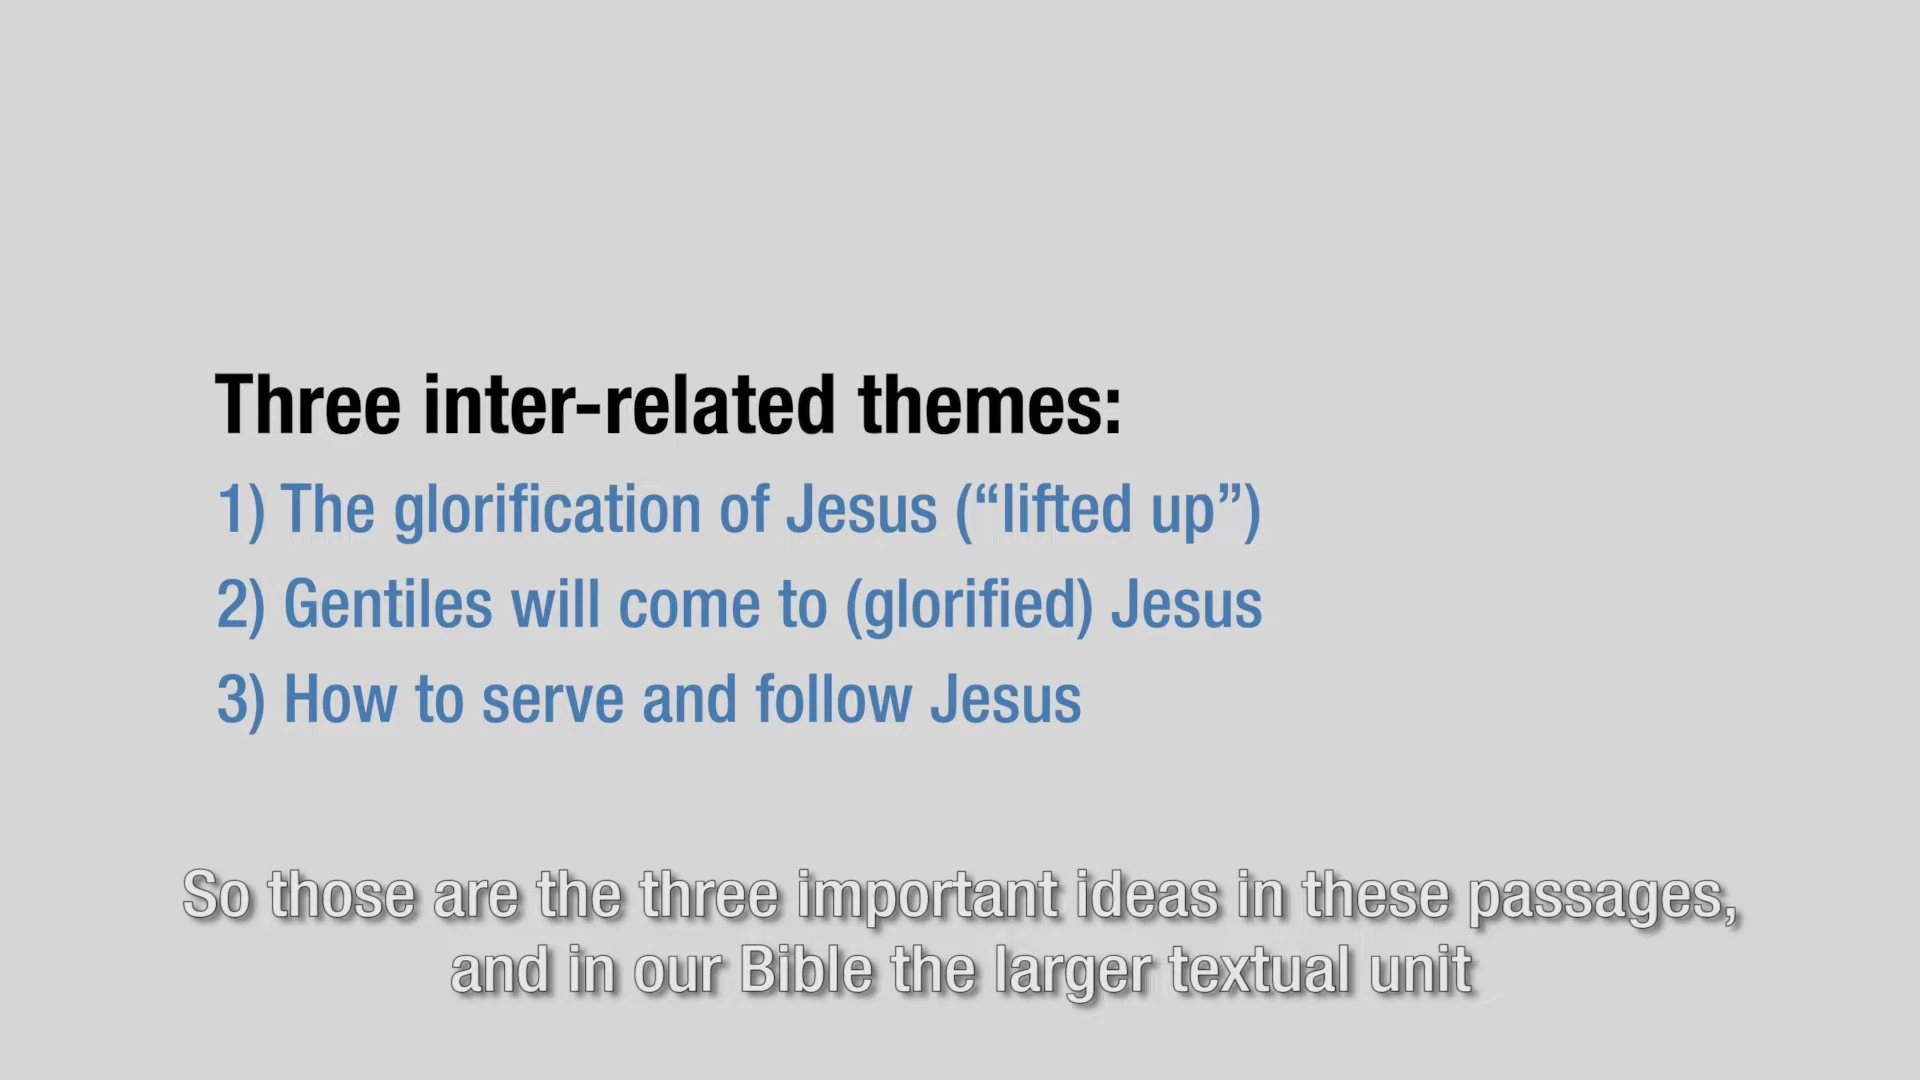 Three inter-related themes:
1) The glorification of Jesus (“lifted up”)
2) Gentiles will come to (glorified) Jesus
3) How to serve and follow Jesus
So those are the three important ideas in these passages,
and in our Bible the larger textual unit